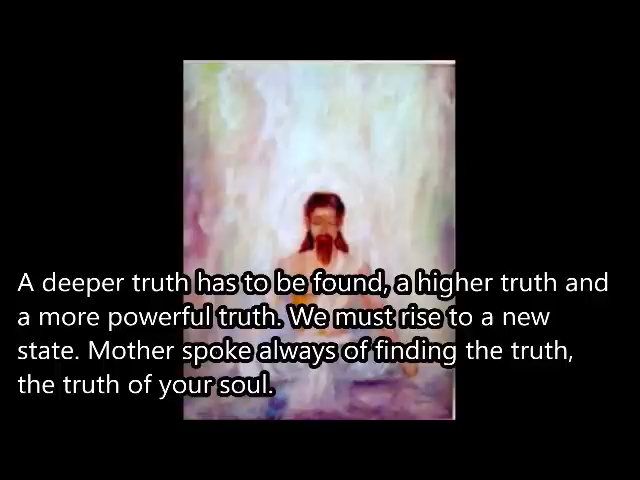 A deeper truth has to be found, a higher truth and
a more powerful truth. We must rise to a new
state. Mother spoke always of finding the truth,
the truth of your soul.